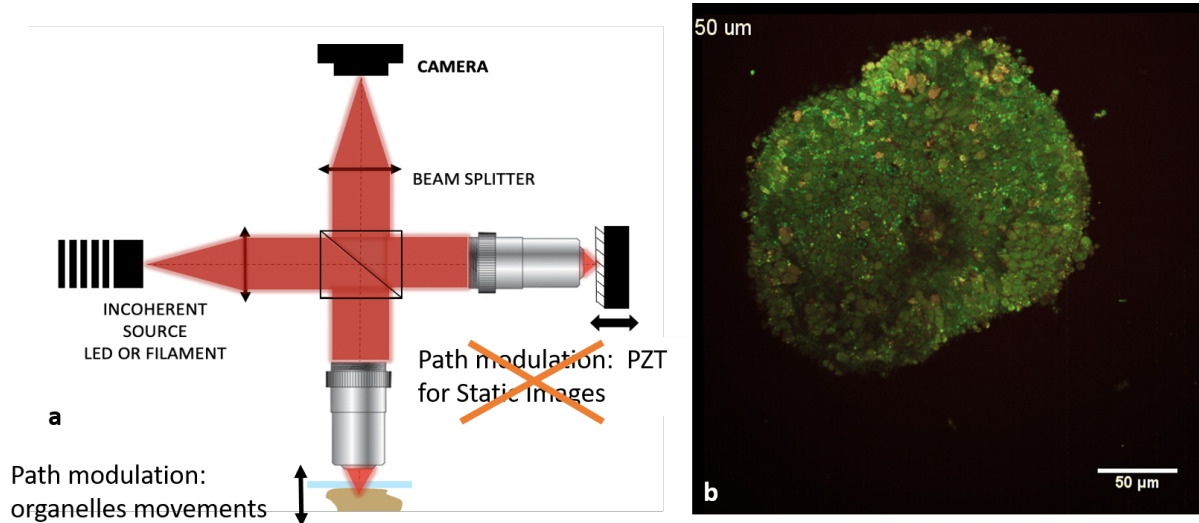 CAMERA
BEAM SPLITTER
INCOHERENT
SOURCE
LED OR FILAMENT
Path modulation: PZT
for Static Images
a
Path modulation:
organelles movements
50 um
b
50 µm